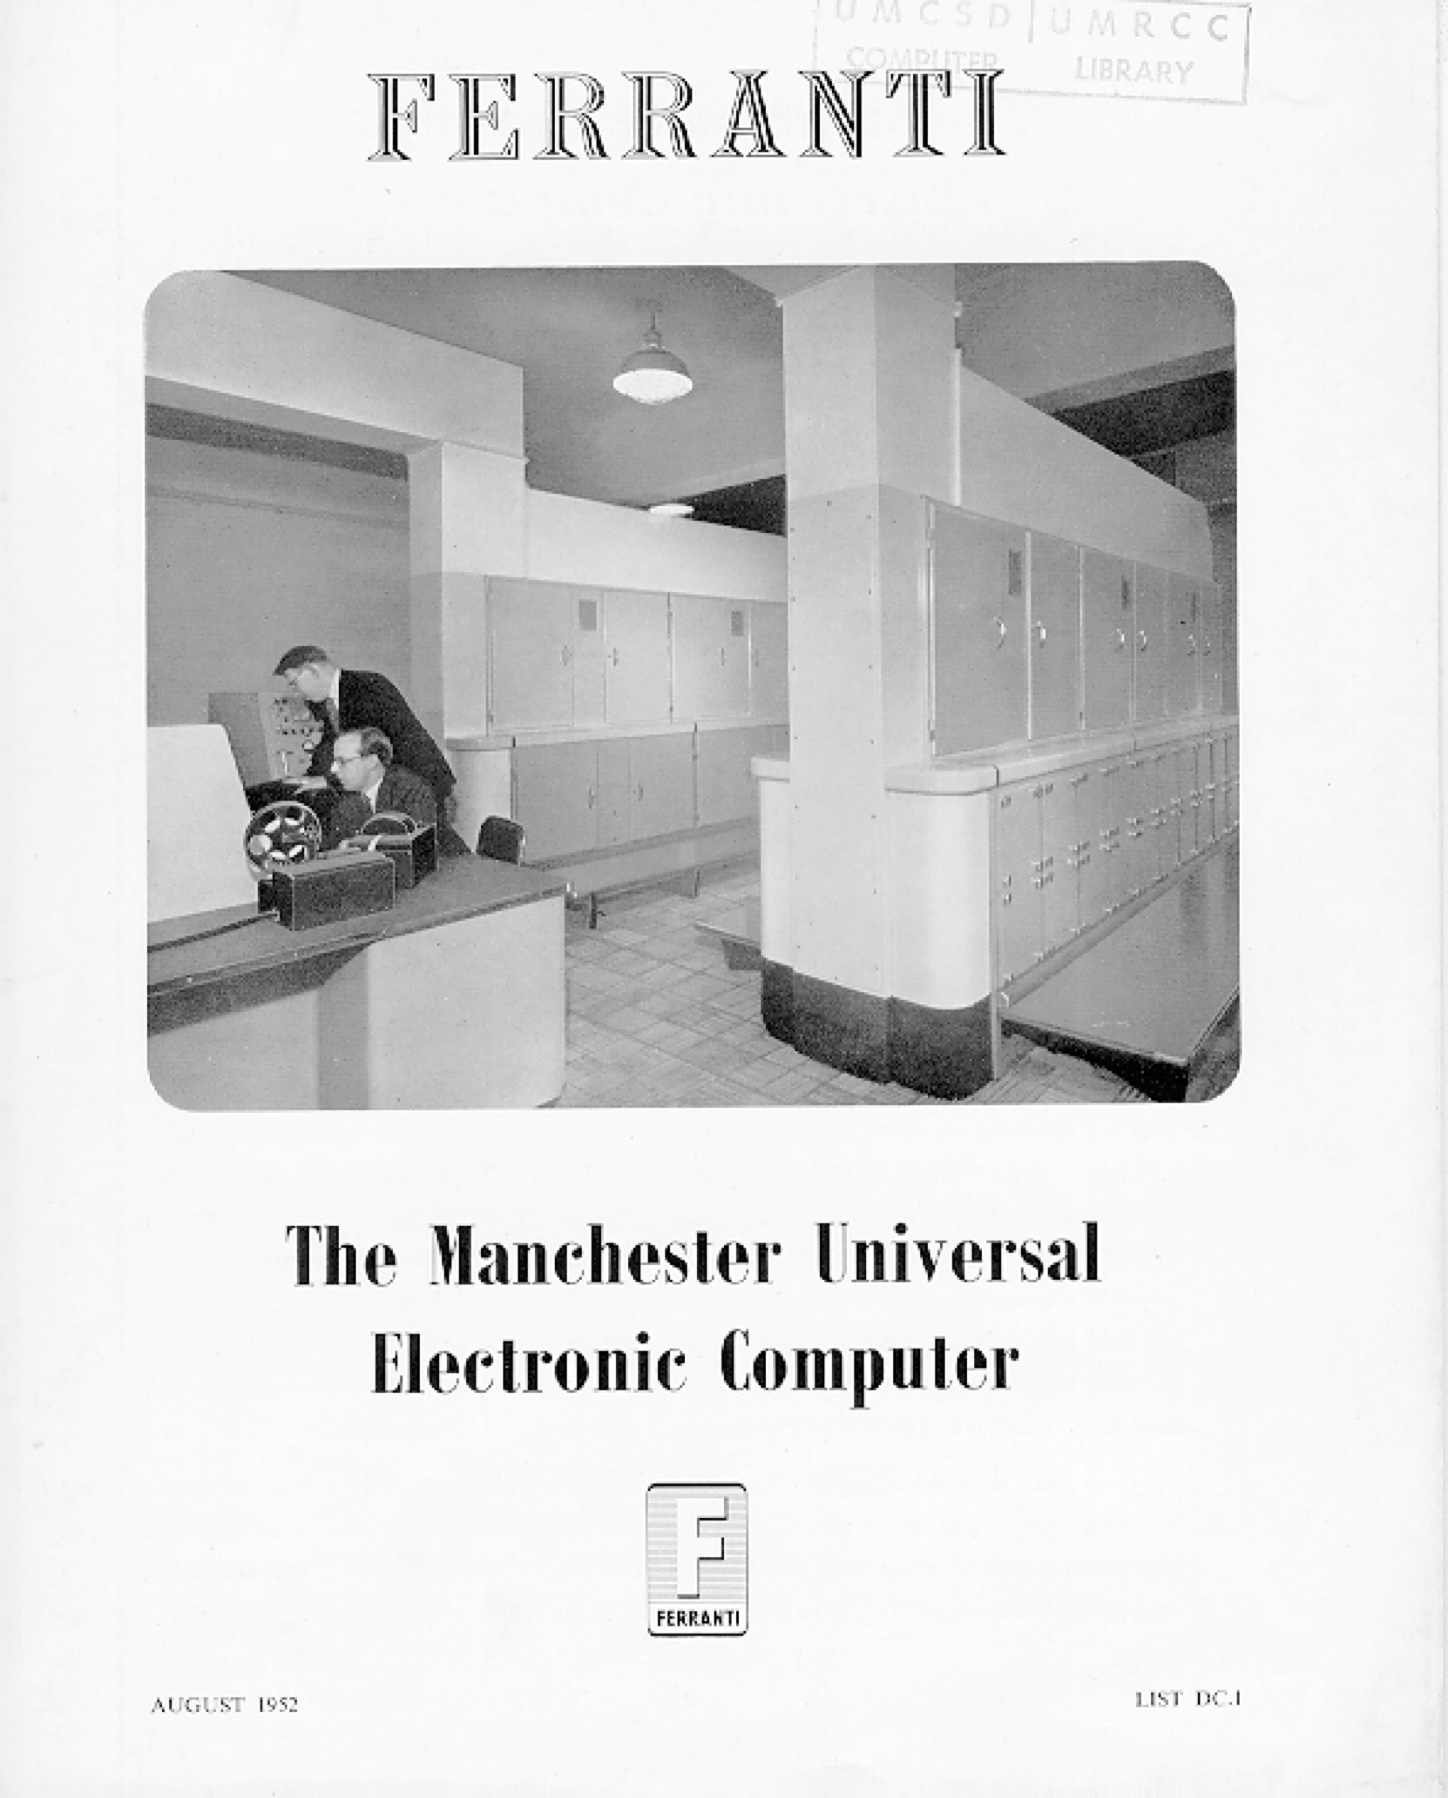 UMCSD | UMRCC
COMPUTER LIBRARY
FERRANTI
The Manchester Universal
Electronic Computer
F
FERRANTI
AUGUST 1952
LIST DC.1